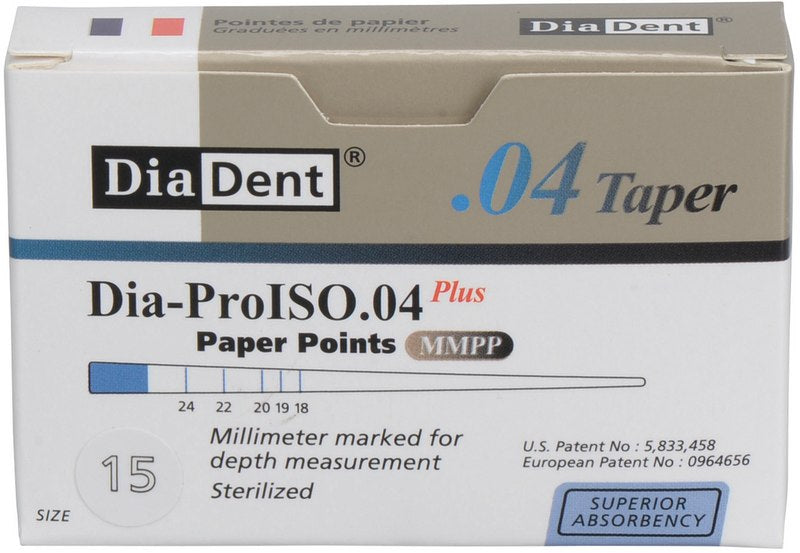 Pointes de papier
Graduées en millimètres
DiaDent®
DiaDent®
.04 Taper
Dia-ProISO.04 Plus
Paper Points MMPP
24 22 20 19 18
Millimeter marked for
depth measurement
Sterilized
15
SIZE
U.S. Patent No : 5,833,458
European Patent No : 0964656
SUPERIOR
ABSORBENCY